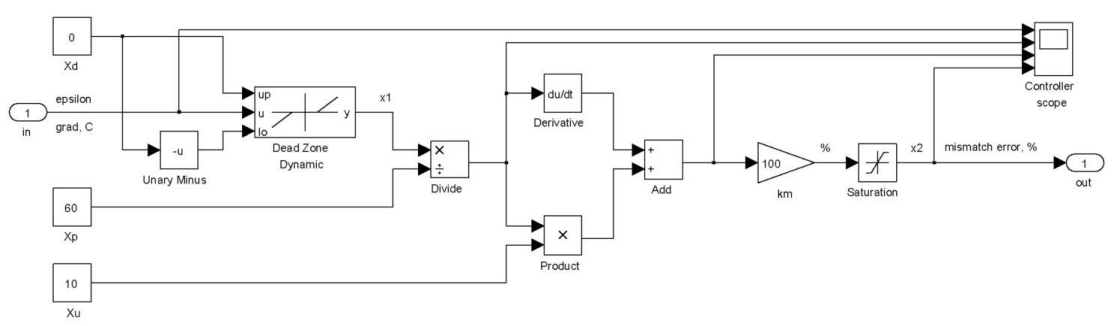 0
Xd
1
in
epsilon
grad, C
-u
Unary Minus
up
u
lo
y
Dead Zone
Dynamic
x1
60
Xp
10
Xu
×
÷
Divide
du/dt
Derivative
×
Product
+
+
Add
100
km
%
Saturation
x2
mismatch error, %
Controller
scope
1
out